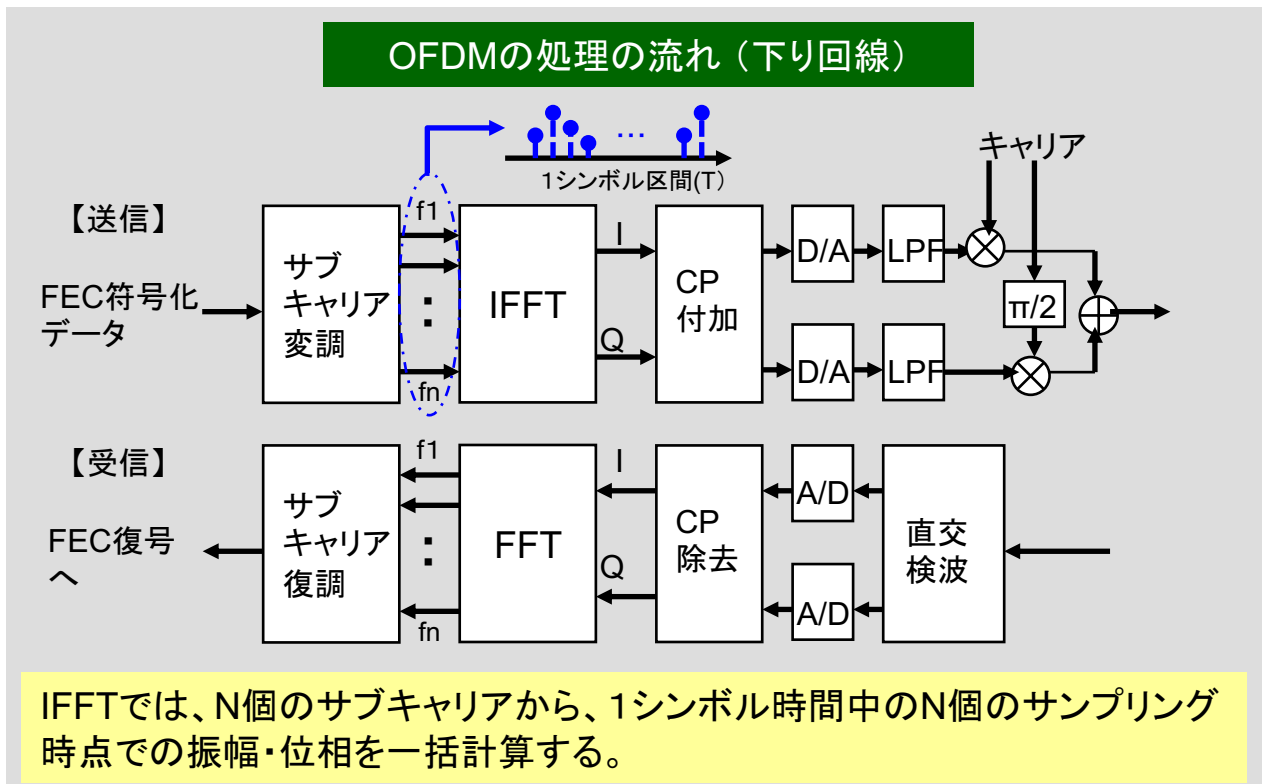 OFDMの処理の流れ（下り回線）
…
1シンボル区間(T)
キャリア
【送信】
FEC符号化
データ
サブ
キャリア
変調
f1
：
fn
IFFT
I
Q
CP
付加
D/A
LPF
D/A
LPF
π/2
【受信】
FEC復号
へ
サブ
キャリア
復調
f1
：
fn
FFT
I
Q
CP
除去
A/D
A/D
直交
検波
IFFTでは、N個のサブキャリアから、1シンボル時間中のN個のサンプリング
時点での振幅・位相を一括計算する。